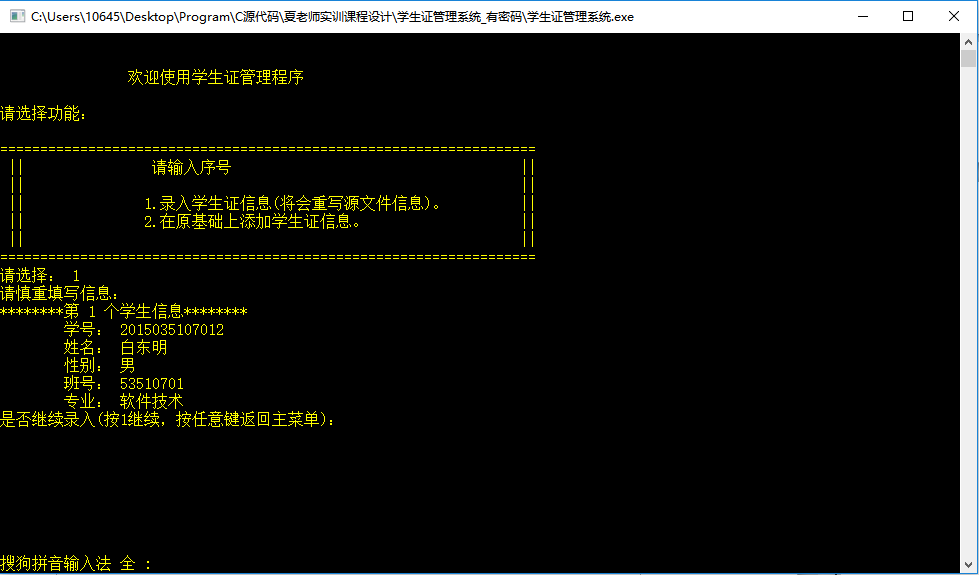 C:\Users\10645\Desktop\Program\C源代码\夏老师实训课程设计\学生证管理系统_有密码\学生证管理系统.exe
欢迎使用学生证管理程序
请选择功能:
===================================================================
||                请输入序号                                    ||
||                                                              ||
||               1.录入学生证信息(将会重写源文件信息)。          ||
||               2.在原基础上添加学生证信息。                    ||
||                                                              ||
===================================================================
请选择: 1
请慎重填写信息:
********第 1 个学生信息********
学号: 2015035107012
姓名: 白东明
性别: 男
班号: 53510701
专业: 软件技术
是否继续录入(按1继续,按任意键返回主菜单):
搜狗拼音输入法 全 :